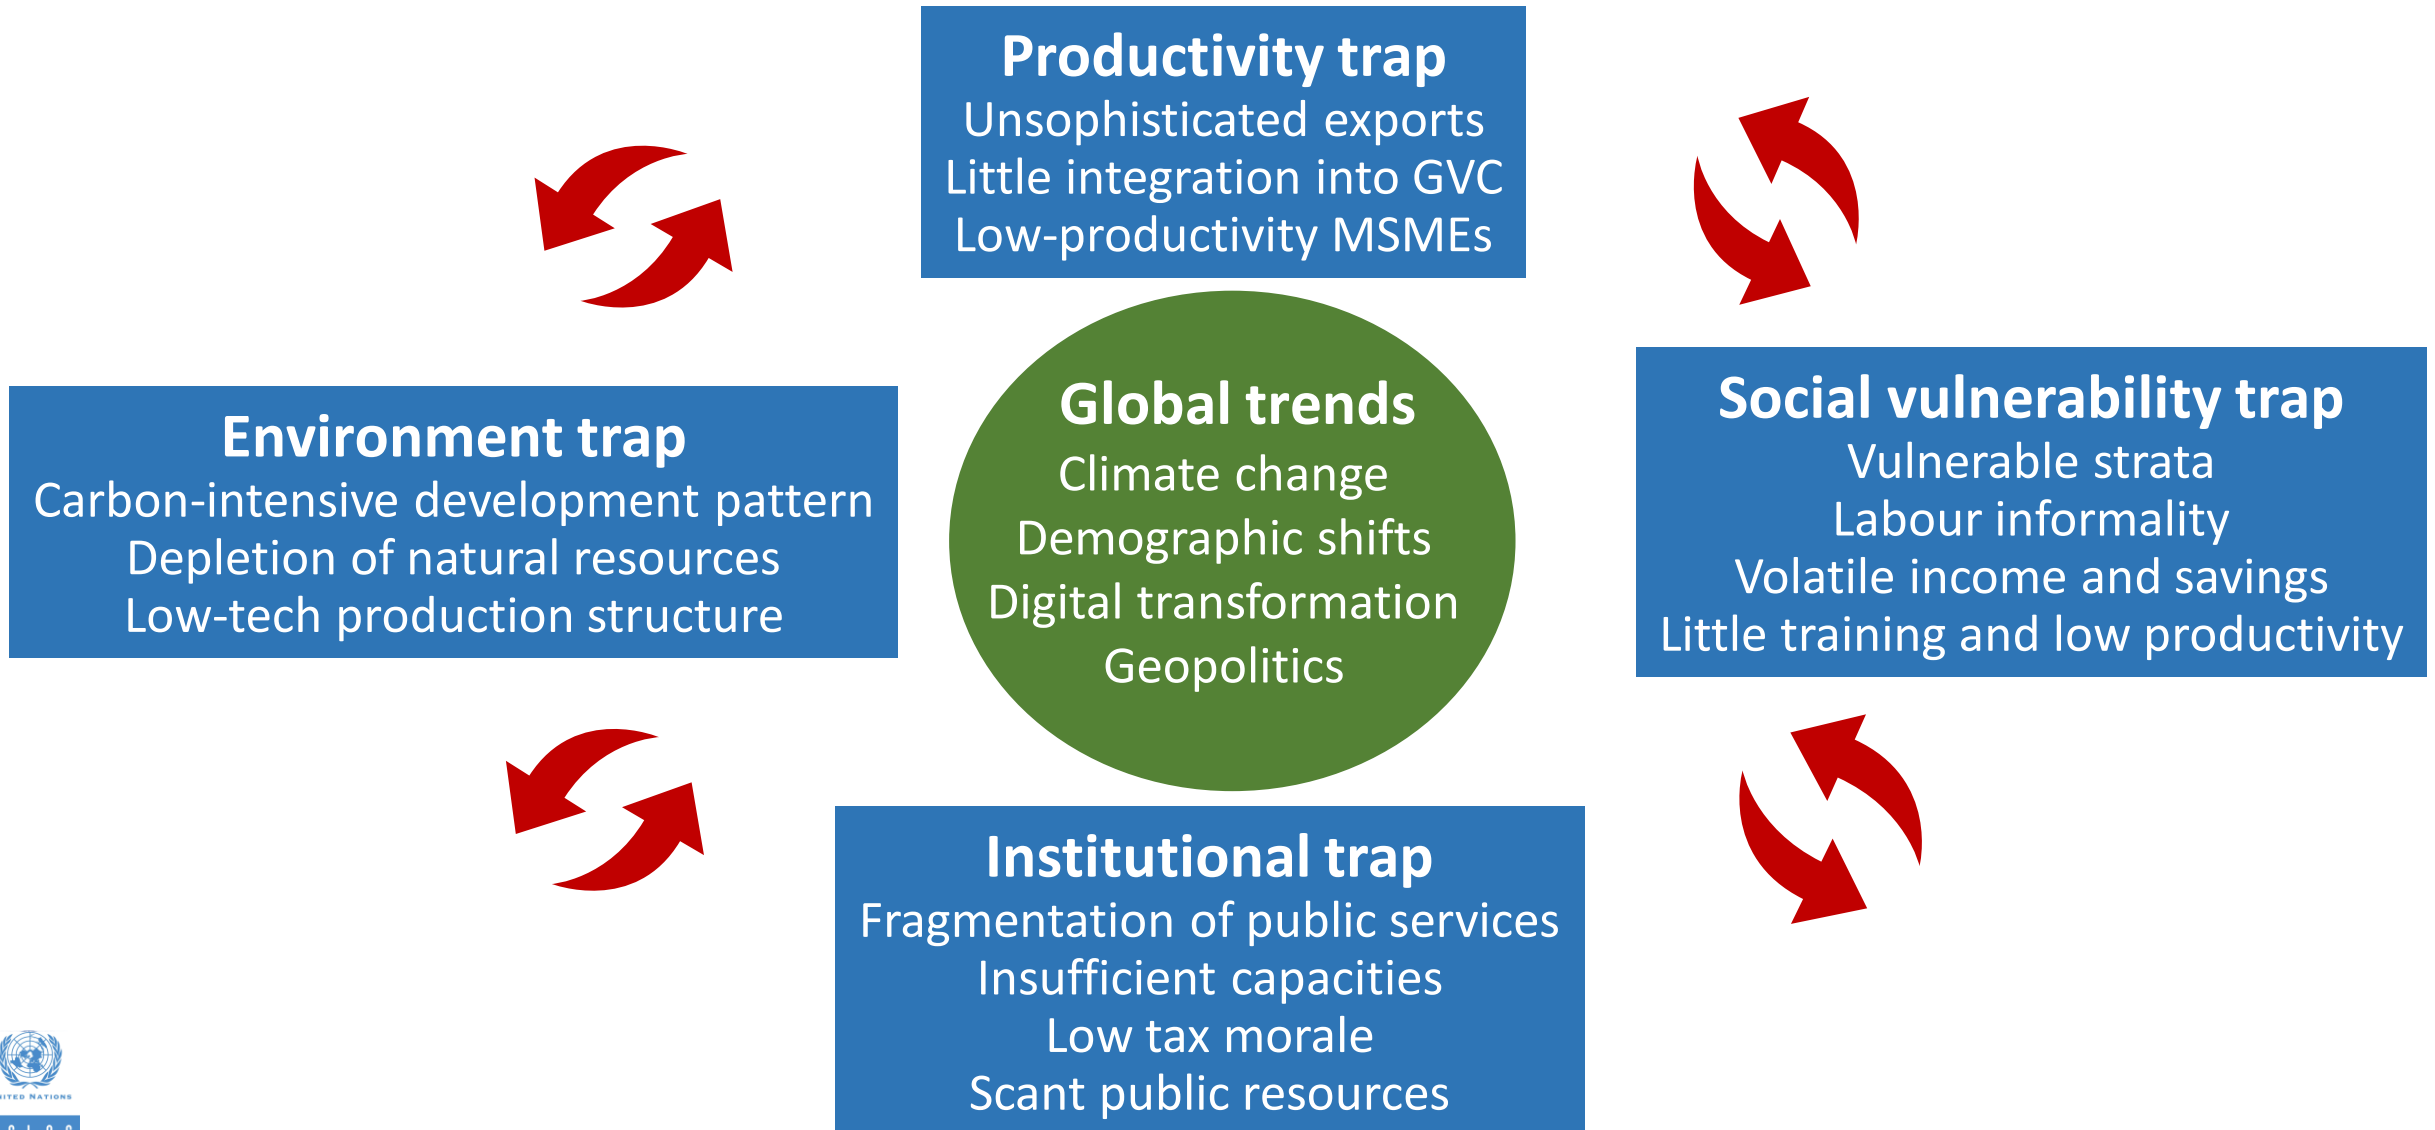 Productivity trap
Unsophisticated exports
Little integration into GVC
Low-productivity MSMEs
Environment trap
Carbon-intensive development pattern
Depletion of natural resources
Low-tech production structure
Global trends
Climate change
Demographic shifts
Digital transformation
Geopolitics
Social vulnerability trap
Vulnerable strata
Labour informality
Volatile income and savings
Little training and low productivity
Institutional trap
Fragmentation of public services
Insufficient capacities
Low tax morale
Scant public resources
NATIONS